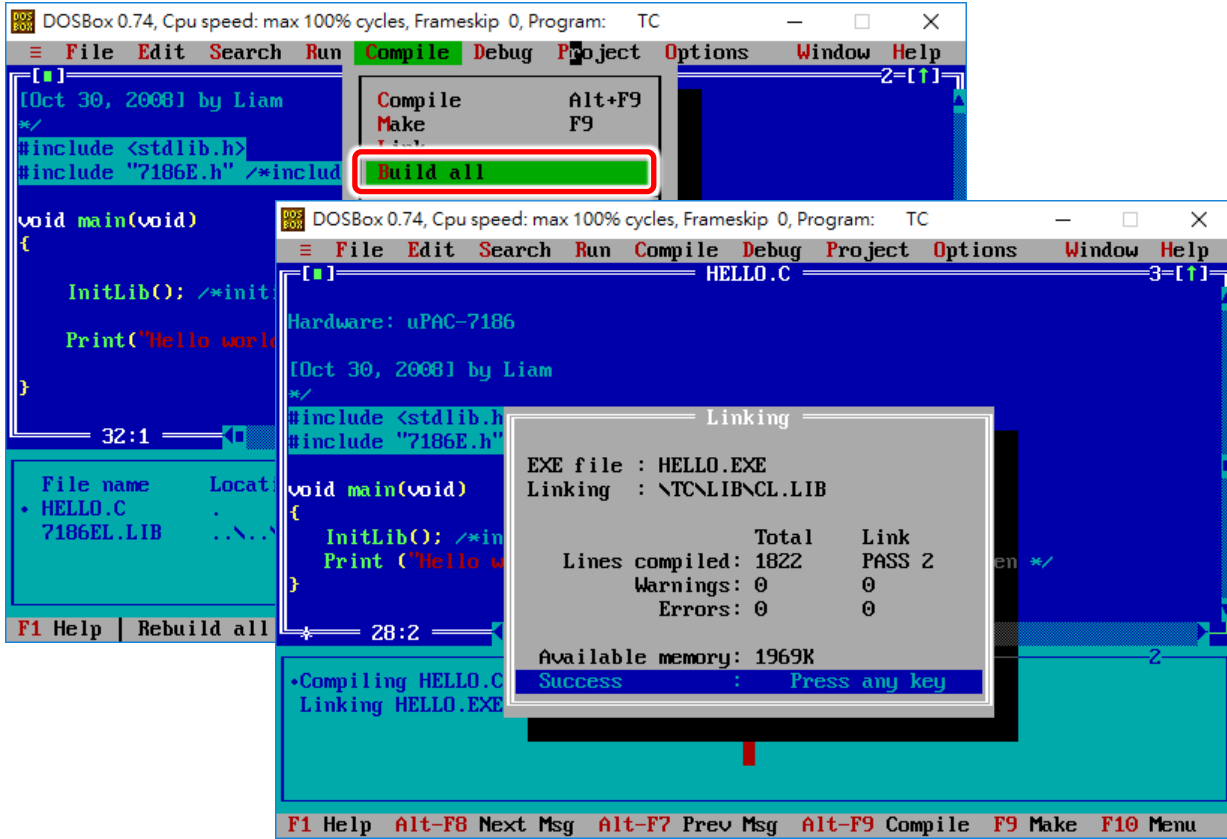 DOSBox 0.74, Cpu speed: max 100% cycles, Frameskip 0, Program: TC
≡ File Edit Search Run Compile Debug Project Options Window Help
2=[↑]
[Oct 30, 2008] by Liam
*/
#include <stdlib.h>
#include "7186E.h" /*includ
void main(void)
{
InitLib(); /*initi
Print("Hello world
}
32:1
Compile Alt+F9
Make F9
Link
Build all
File name Locat
• HELLO.C .
7186EL.LIB ..\..\
F1 Help | Rebuild all
DOSBox 0.74, Cpu speed: max 100% cycles, Frameskip 0, Program: TC
≡ File Edit Search Run Compile Debug Project Options Window Help
HELLO.C 3=[↑]
Hardware: uPAC-7186
[Oct 30, 2008] by Liam
*/
#include <stdlib.h
#include "7186E.h"
void main(void)
{
InitLib(); /*in
Print ("Hello w en */
}
28:2
Linking
EXE file : HELLO.EXE
Linking : \TC\LIB\CL.LIB
Total Link
Lines compiled: 1822 PASS 2
Warnings: 0 0
Errors: 0 0
Available memory: 1969K
Success : Press any key
2
•Compiling HELLO.C
Linking HELLO.EXE
F1 Help Alt-F8 Next Msg Alt-F7 Prev Msg Alt-F9 Compile F9 Make F10 Menu